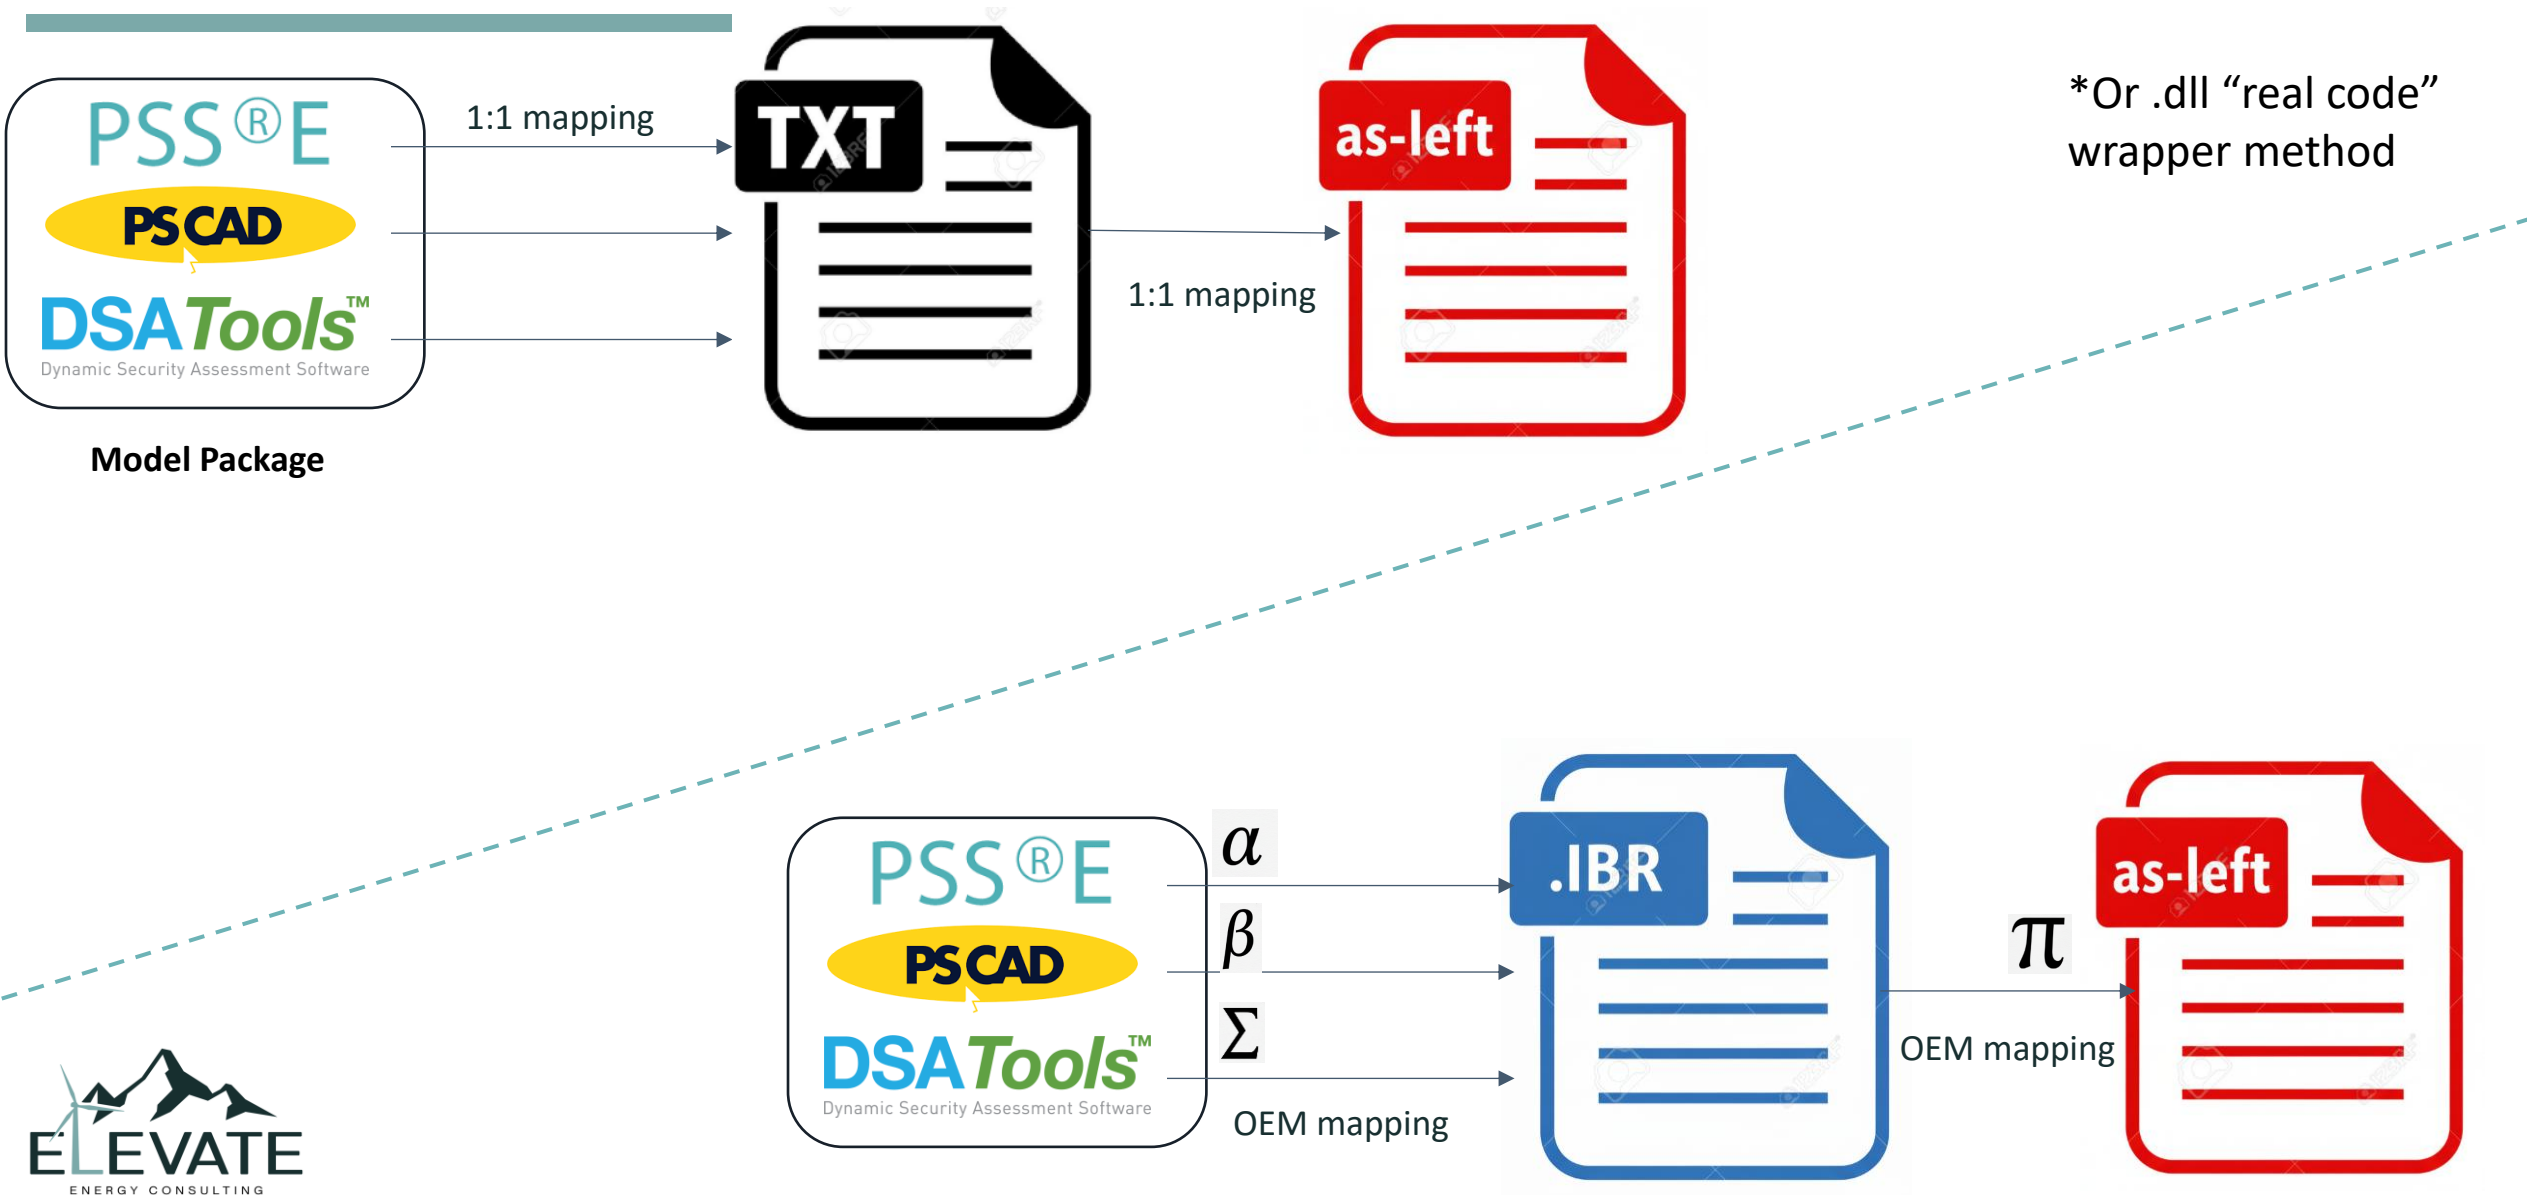 PSS®E
PSCAD
DSATools™
Dynamic Security Assessment Software
Model Package
1:1 mapping
TXT
1:1 mapping
as-left
*Or .dll “real code”
wrapper method
PSS®E
PSCAD
DSATools™
Dynamic Security Assessment Software
α
β
Σ
OEM mapping
.IBR
π
OEM mapping
as-left
ELEVATE
ENERGY CONSULTING